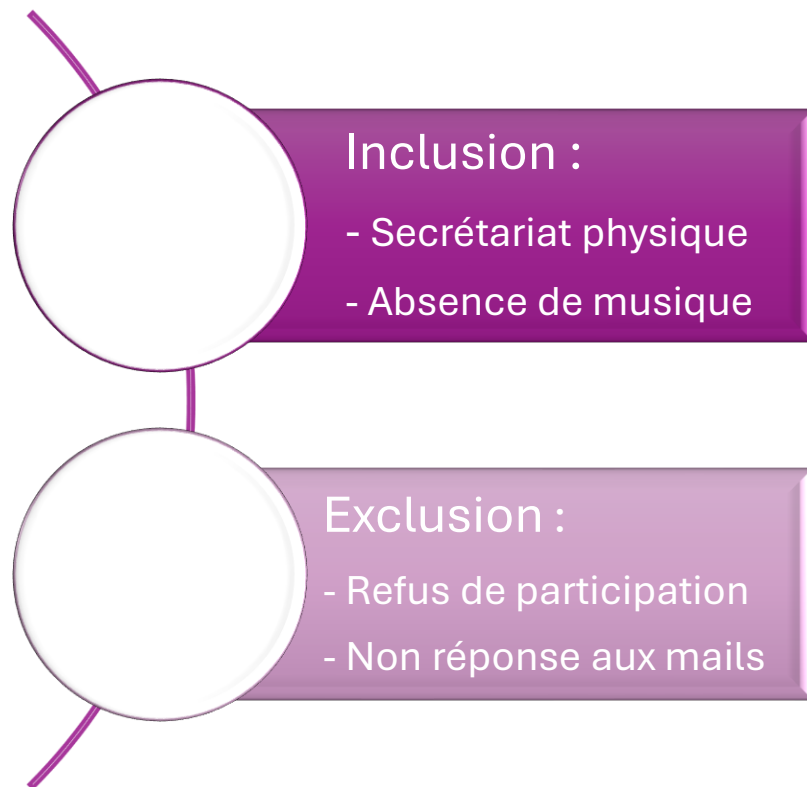 Inclusion :
- Secrétariat physique
- Absence de musique
Exclusion :
- Refus de participation
- Non réponse aux mails